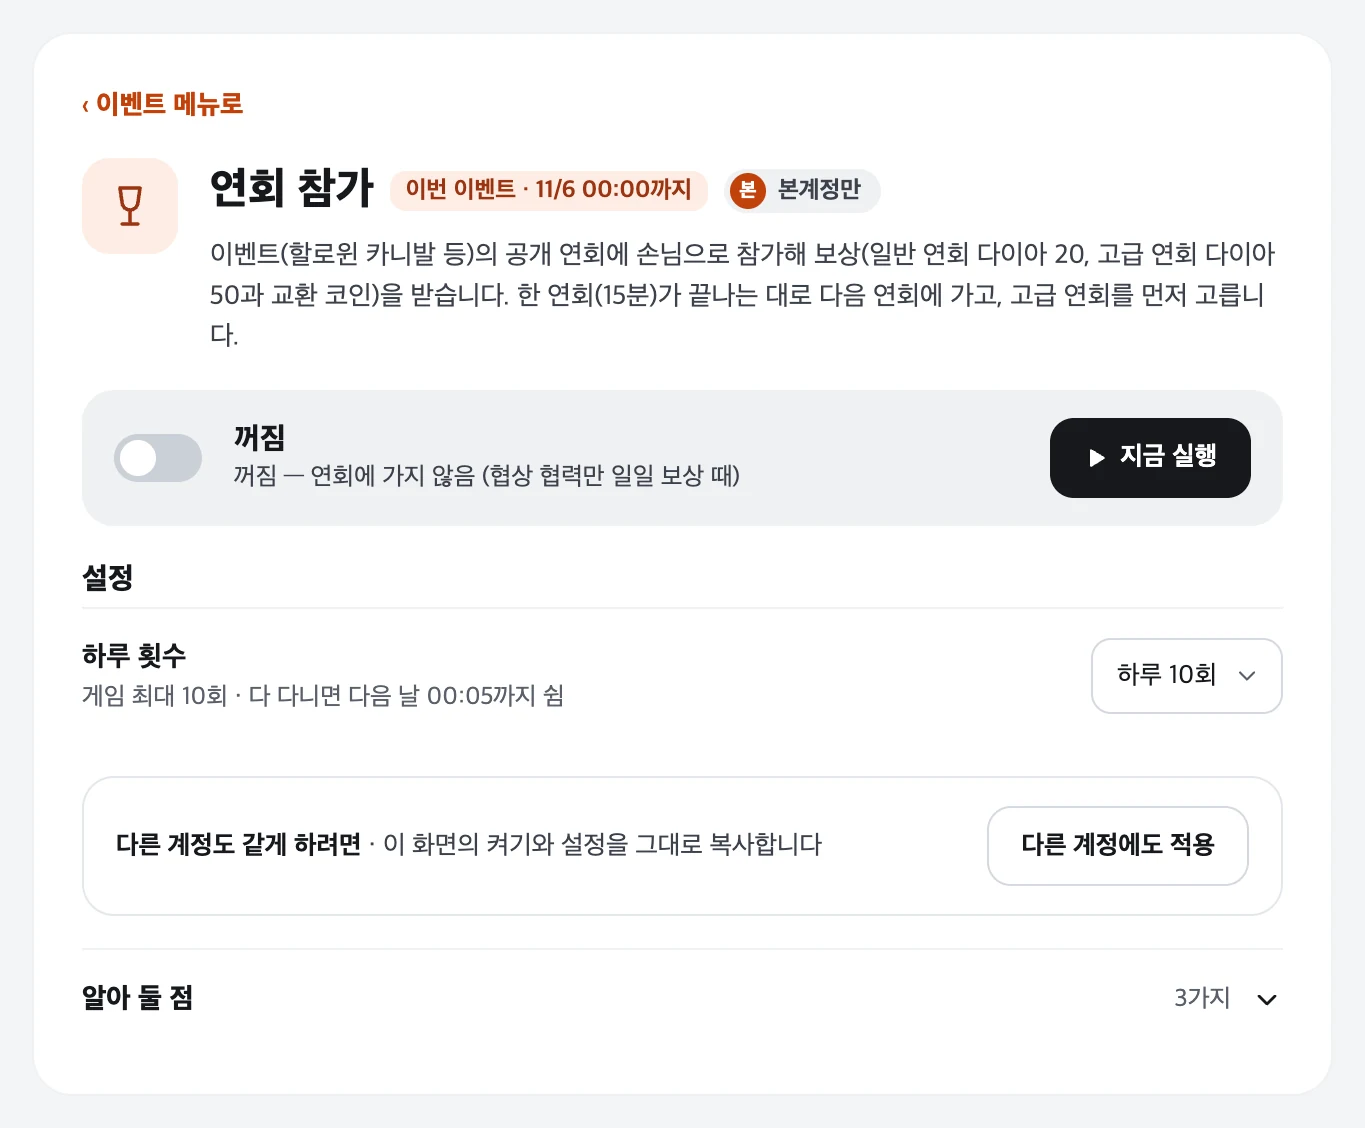 ‹ 이벤트 메뉴로
연회 참가 이번 이벤트 · 11/6 00:00까지 본 본계정만
이벤트(할로윈 카니발 등)의 공개 연회에 손님으로 참가해 보상(일반 연회 다이아 20, 고급 연회 다이아
50과 교환 코인)을 받습니다. 한 연회(15분)가 끝나는 대로 다음 연회에 가고, 고급 연회를 먼저 고릅니
다.
꺼짐
꺼짐 — 연회에 가지 않음 (협상 협력만 일일 보상 때)
▶ 지금 실행
설정
하루 횟수
게임 최대 10회 · 다 다니면 다음 날 00:05까지 쉼
하루 10회
다른 계정도 같게 하려면 · 이 화면의 켜기와 설정을 그대로 복사합니다
다른 계정에도 적용
알아 둘 점
3가지